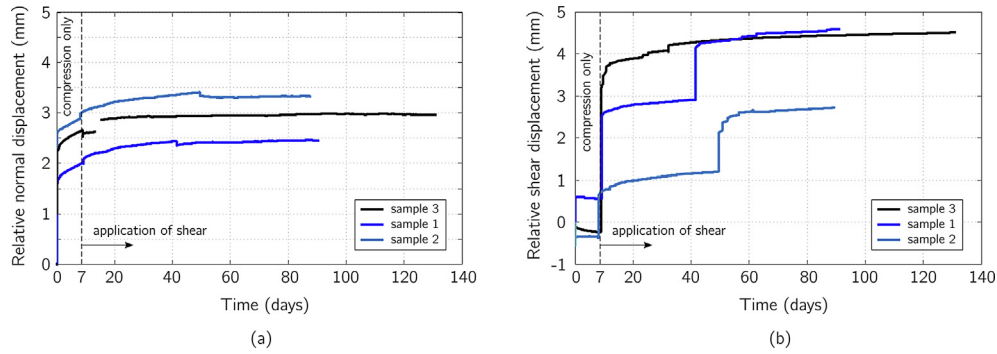 (a)
Relative normal displacement (mm)
5
4
3
2
1
0
compression only
application of shear
sample 3
sample 1
sample 2
0 7 20 40 60 80 100 120 140
Time (days)
(b)
Relative shear displacement (mm)
5
4
3
2
1
0
-1
compression only
application of shear
sample 3
sample 1
sample 2
0 7 20 40 60 80 100 120 140
Time (days)